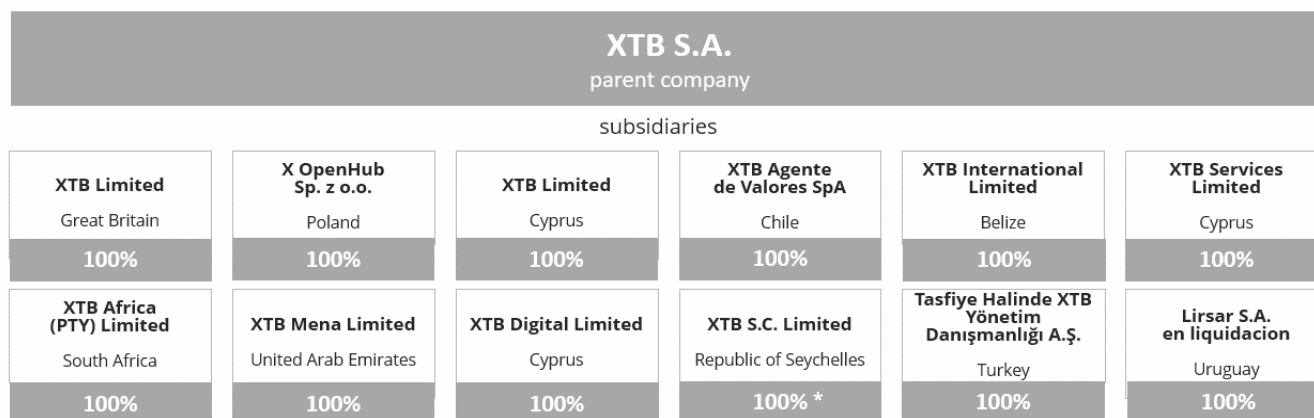 XTB S.A.
parent company
subsidiaries
XTB Limited
Great Britain
100%
X OpenHub
Sp. z o.o.
Poland
100%
XTB Limited
Cyprus
100%
XTB Agente
de Valores SpA
Chile
100%
XTB International
Limited
Belize
100%
XTB Services
Limited
Cyprus
100%
XTB Africa
(PTY) Limited
South Africa
100%
XTB Mena Limited
United Arab Emirates
100%
XTB Digital Limited
Cyprus
100%
XTB S.C. Limited
Republic of Seychelles
100% *
Tasfiye Halinde XTB
Yönetim
Danışmanlığı A.Ş.
Turkey
100%
Lirsar S.A.
en liquidacion
Uruguay
100%